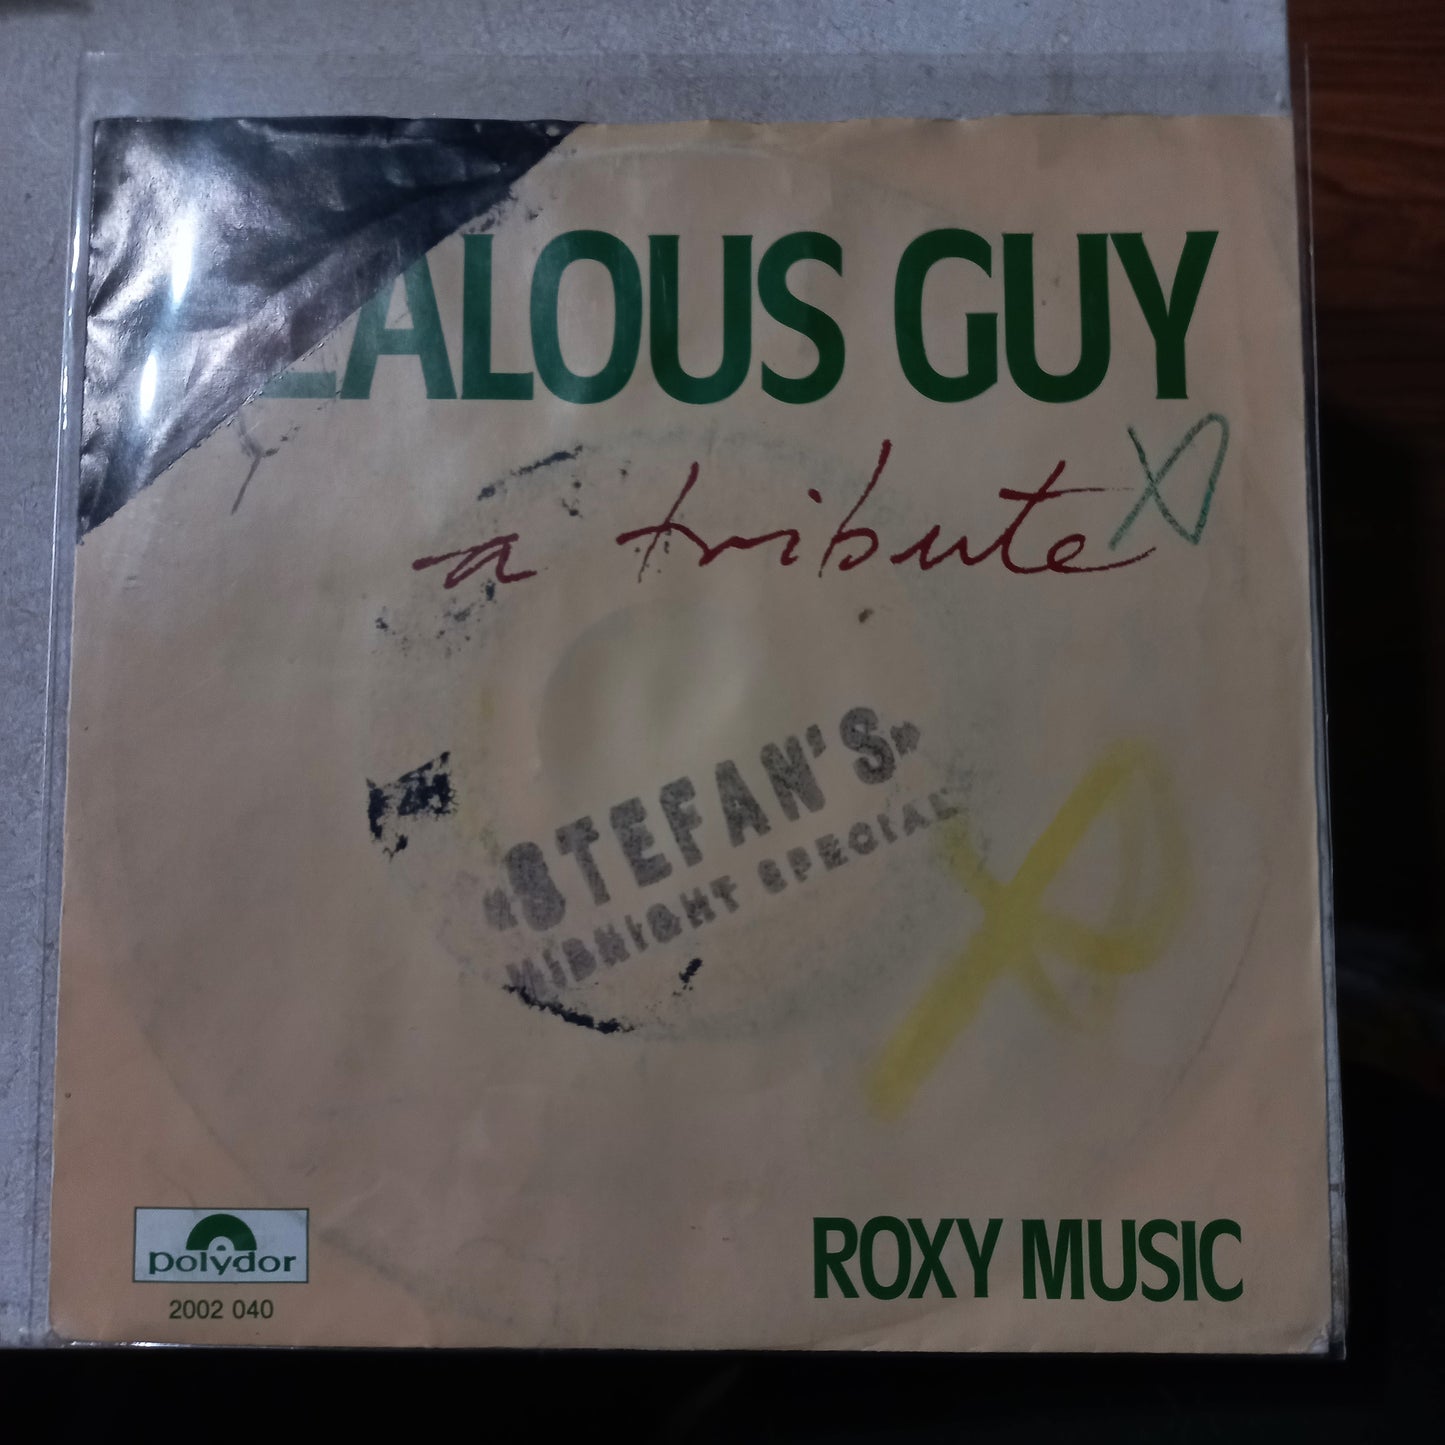 EALOUS GUY
a tribute
"STEFAN'S"
MIDNIGHT SPECIAL
polydor
2002 040
ROXY MUSIC